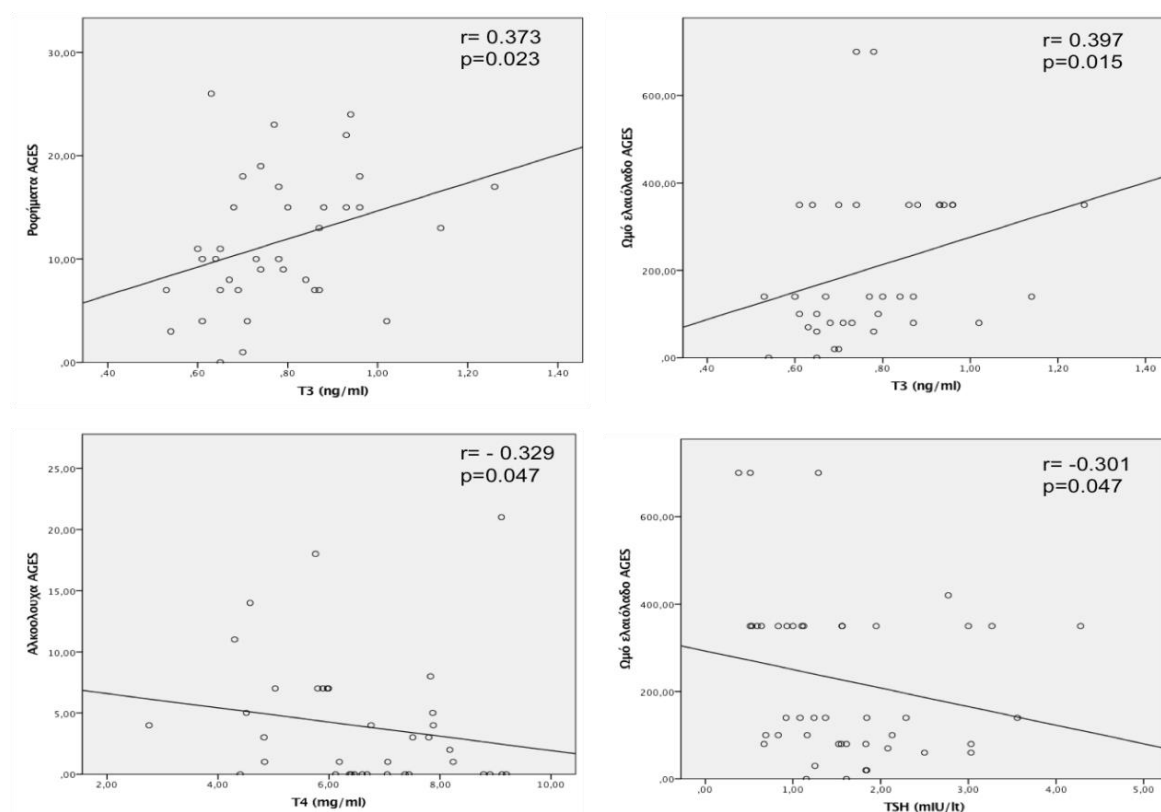 r= 0.373
p=0.023
30,00
20,00
10,00
,00
Ροφήματα AGES
,40 ,60 ,80 1,00 1,20 1,40
T3 (ng/ml)
r= 0.397
p=0.015
600,00
400,00
200,00
,00
Ωμό ελαιόλαδο AGES
,40 ,60 ,80 1,00 1,20 1,40
T3 (ng/ml)
r= - 0.329
p=0.047
25,00
20,00
15,00
10,00
5,00
,00
Αλκοολουχα AGES
2,00 4,00 6,00 8,00 10,00
T4 (mg/ml)
r= -0.301
p=0.047
600,00
400,00
200,00
,00
Ωμό ελαιόλαδο AGES
,00 1,00 2,00 3,00 4,00 5,00
TSH (mIU/lt)